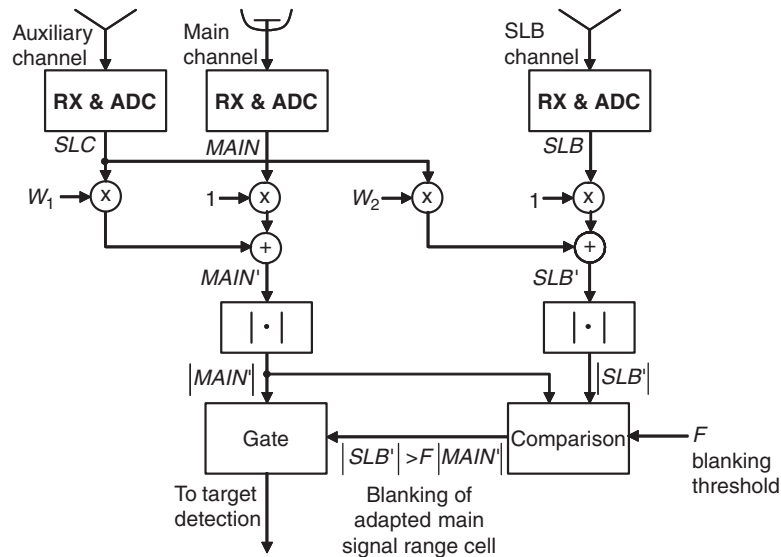 Auxiliary
channel
Main
channel
SLB
channel
RX & ADC
RX & ADC
RX & ADC
SLC
MAIN
SLB
W1
x
1
x
W2
x
1
x
+
+
MAIN'
SLB'
|·|
|·|
|MAIN'|
|SLB'|
Gate
Comparison
F
blanking
threshold
|SLB'| >F |MAIN'|
To target
detection
Blanking of
adapted main
signal range cell